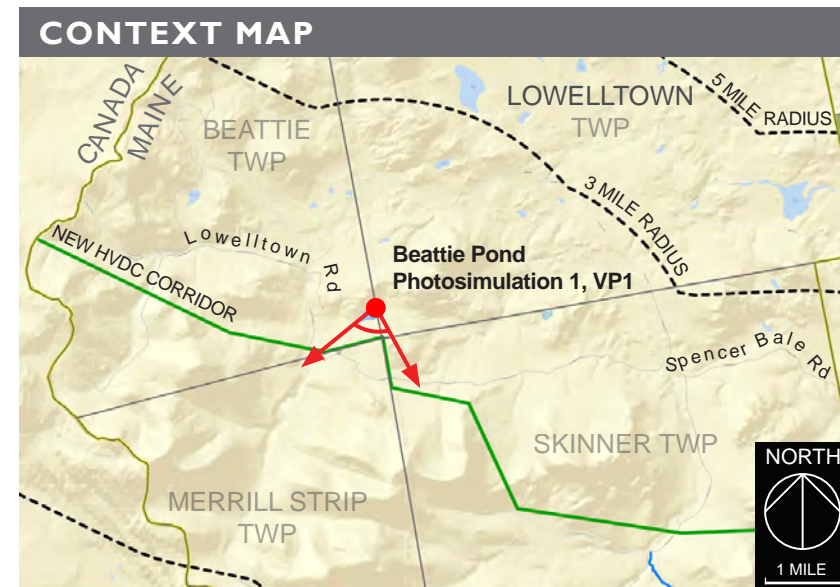 CONTEXT MAP
CANADA
MAINE
BEATTIE
TWP
LOWELLTOWN
TWP
5 MILE RADIUS
3 MILE RADIUS
Lowelltown Rd
NEW HVDC CORRIDOR
Beattie Pond
Photosimulation 1, VP1
Spencer Bale Rd
SKINNER TWP
MERRILL STRIP
TWP
NORTH
1 MILE